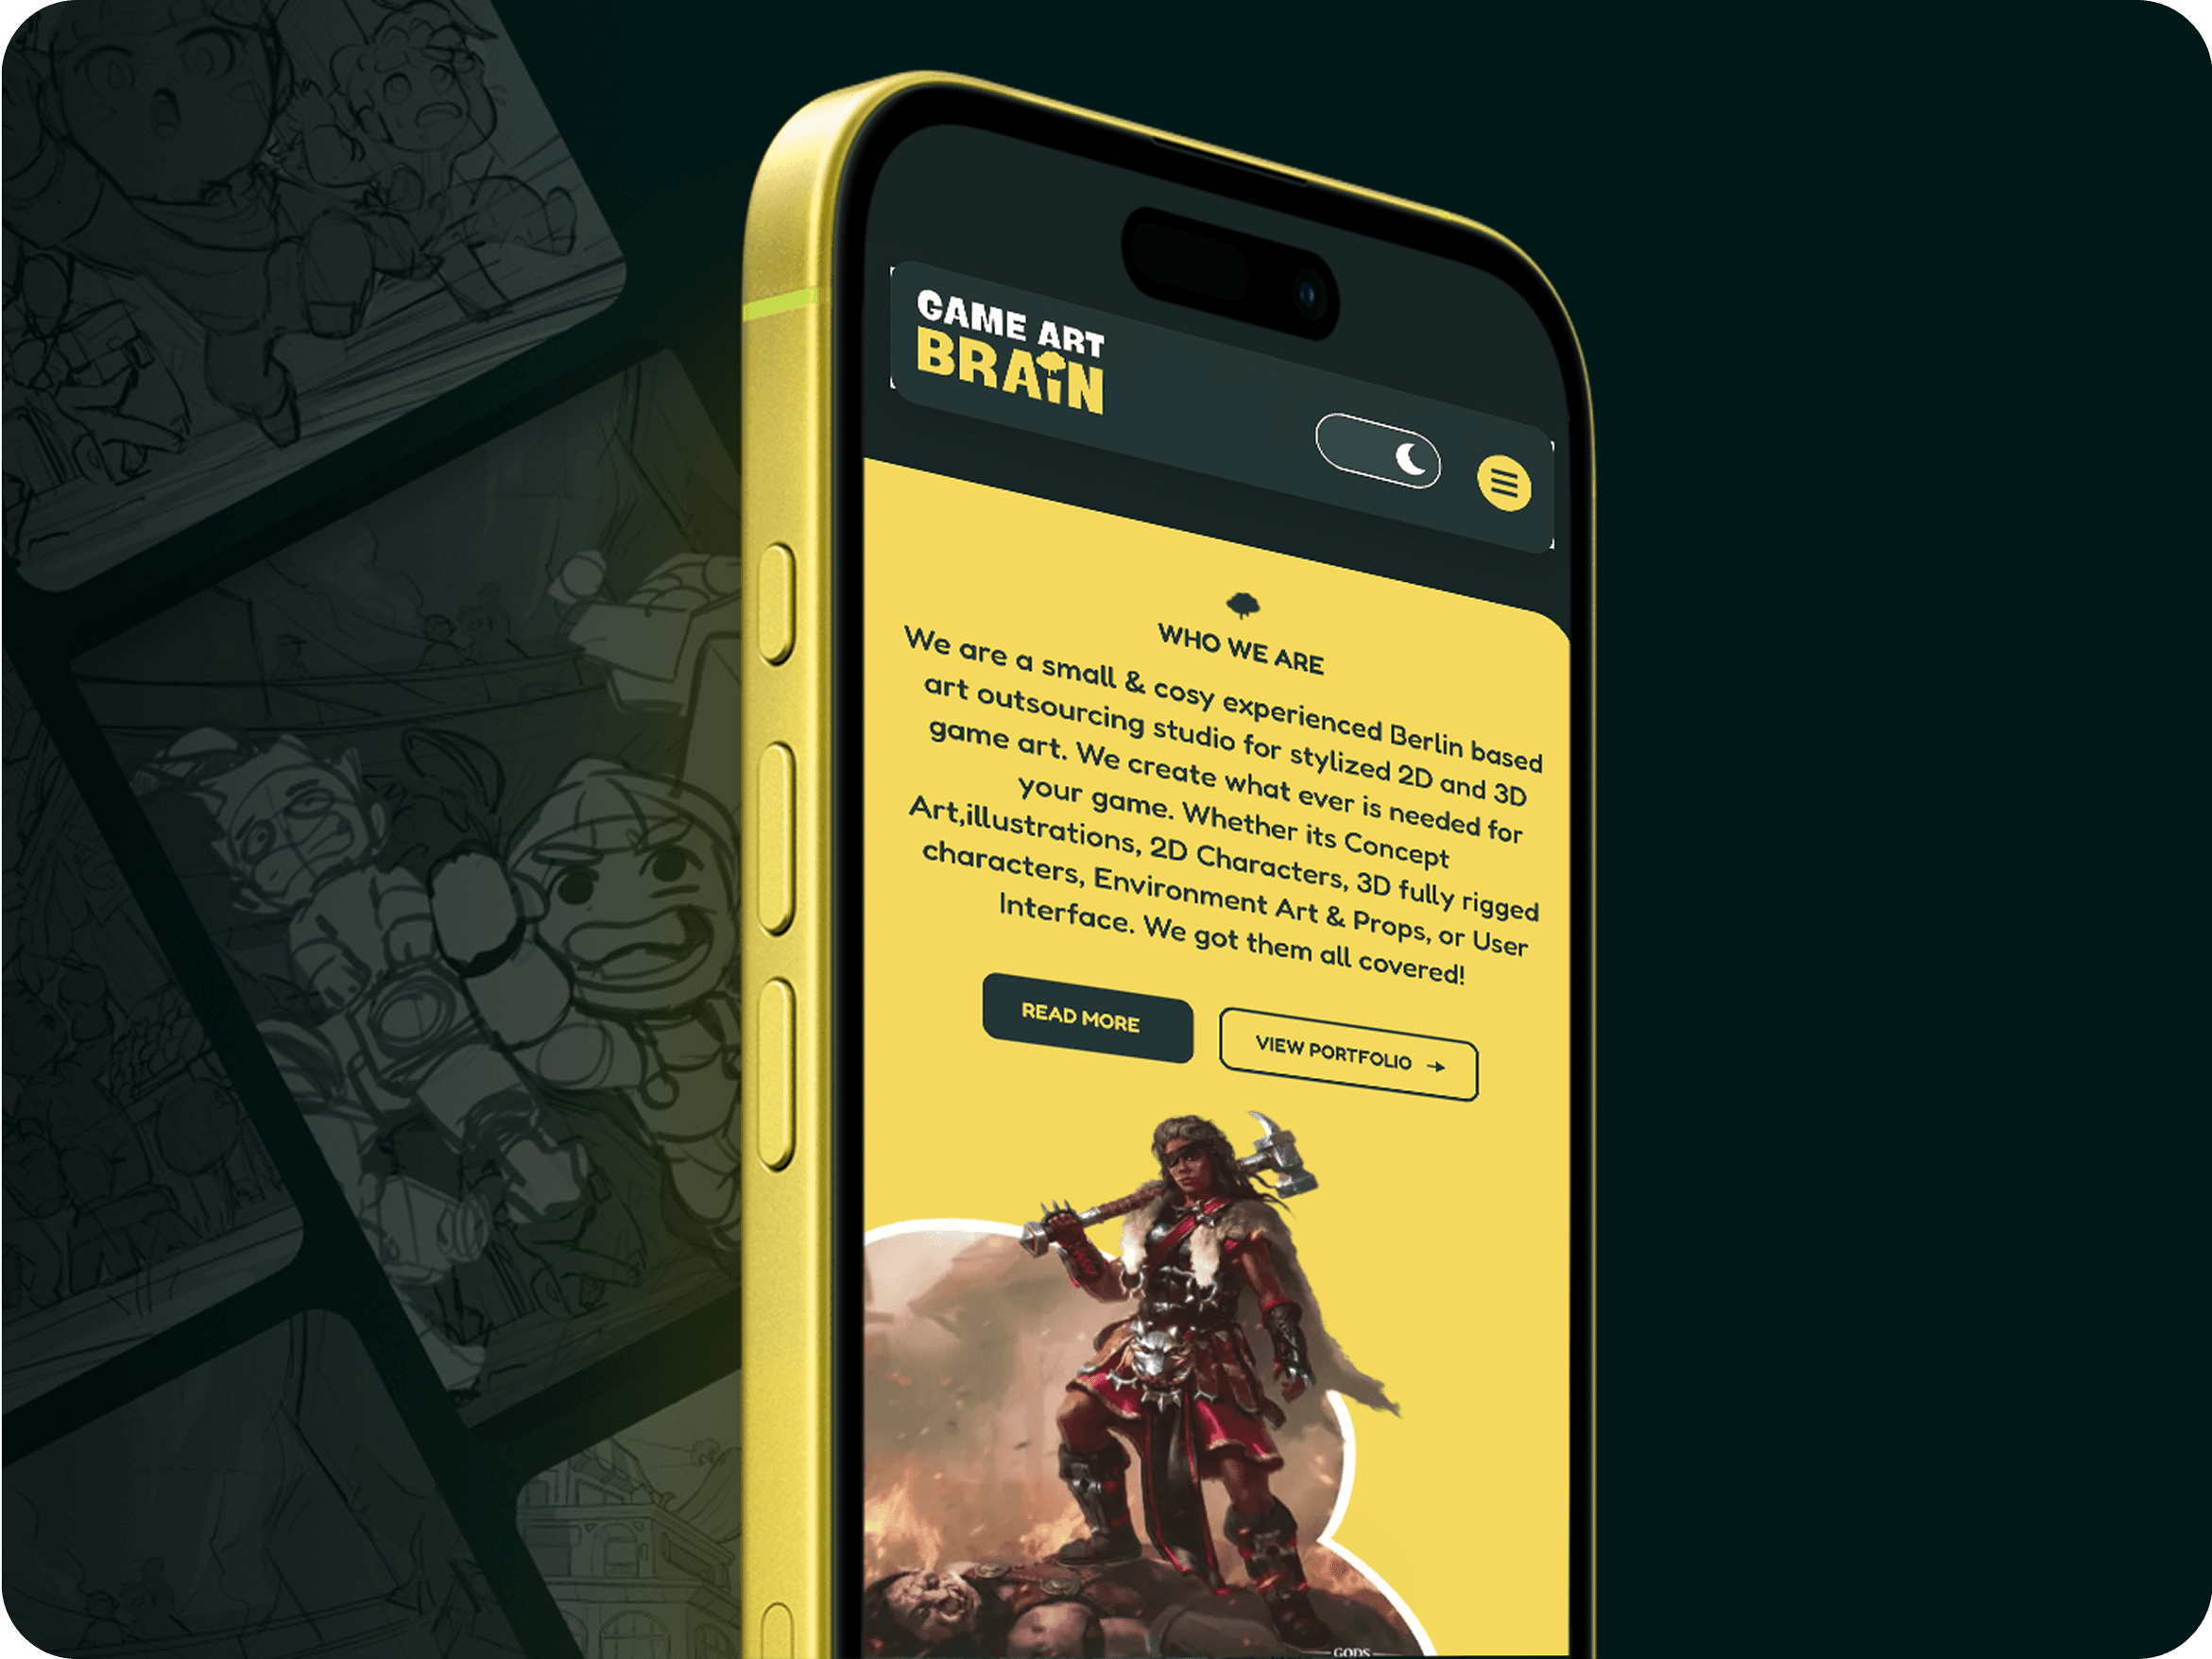 GAME ART
BRAIN
WHO WE ARE
We are a small & cosy experienced Berlin based
art outsourcing studio for stylized 2D and 3D
game art. We create what ever is needed for
your game. Whether its Concept
Art,illustrations, 2D Characters, 3D fully rigged
characters, Environment Art & Props, or User
Interface. We got them all covered!
READ MORE
VIEW PORTFOLIO →
GODS